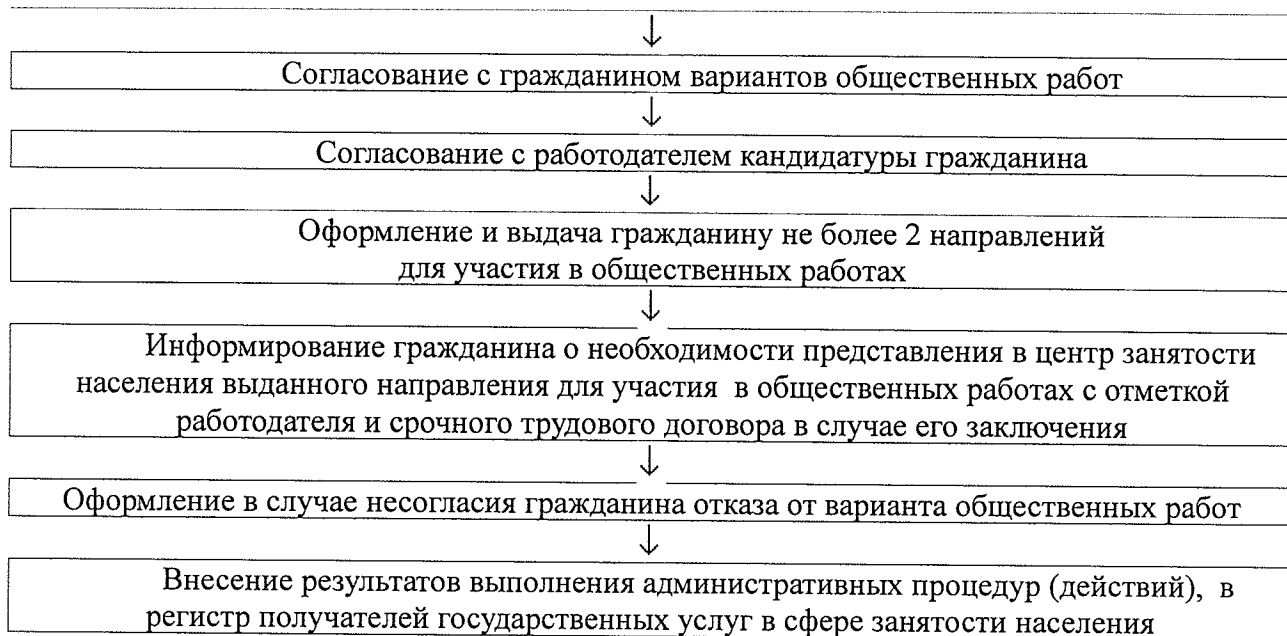 Согласование с гражданином вариантов общественных работ
Согласование с работодателем кандидатуры гражданина
Оформление и выдача гражданину не более 2 направлений
для участия в общественных работах
Информирование гражданина о необходимости представления в центр занятости
населения выданного направления для участия в общественных работах с отметкой
работодателя и срочного трудового договора в случае его заключения
Оформление в случае несогласия гражданина отказа от варианта общественных работ
Внесение результатов выполнения административных процедур (действий), в
регистр получателей государственных услуг в сфере занятости населения